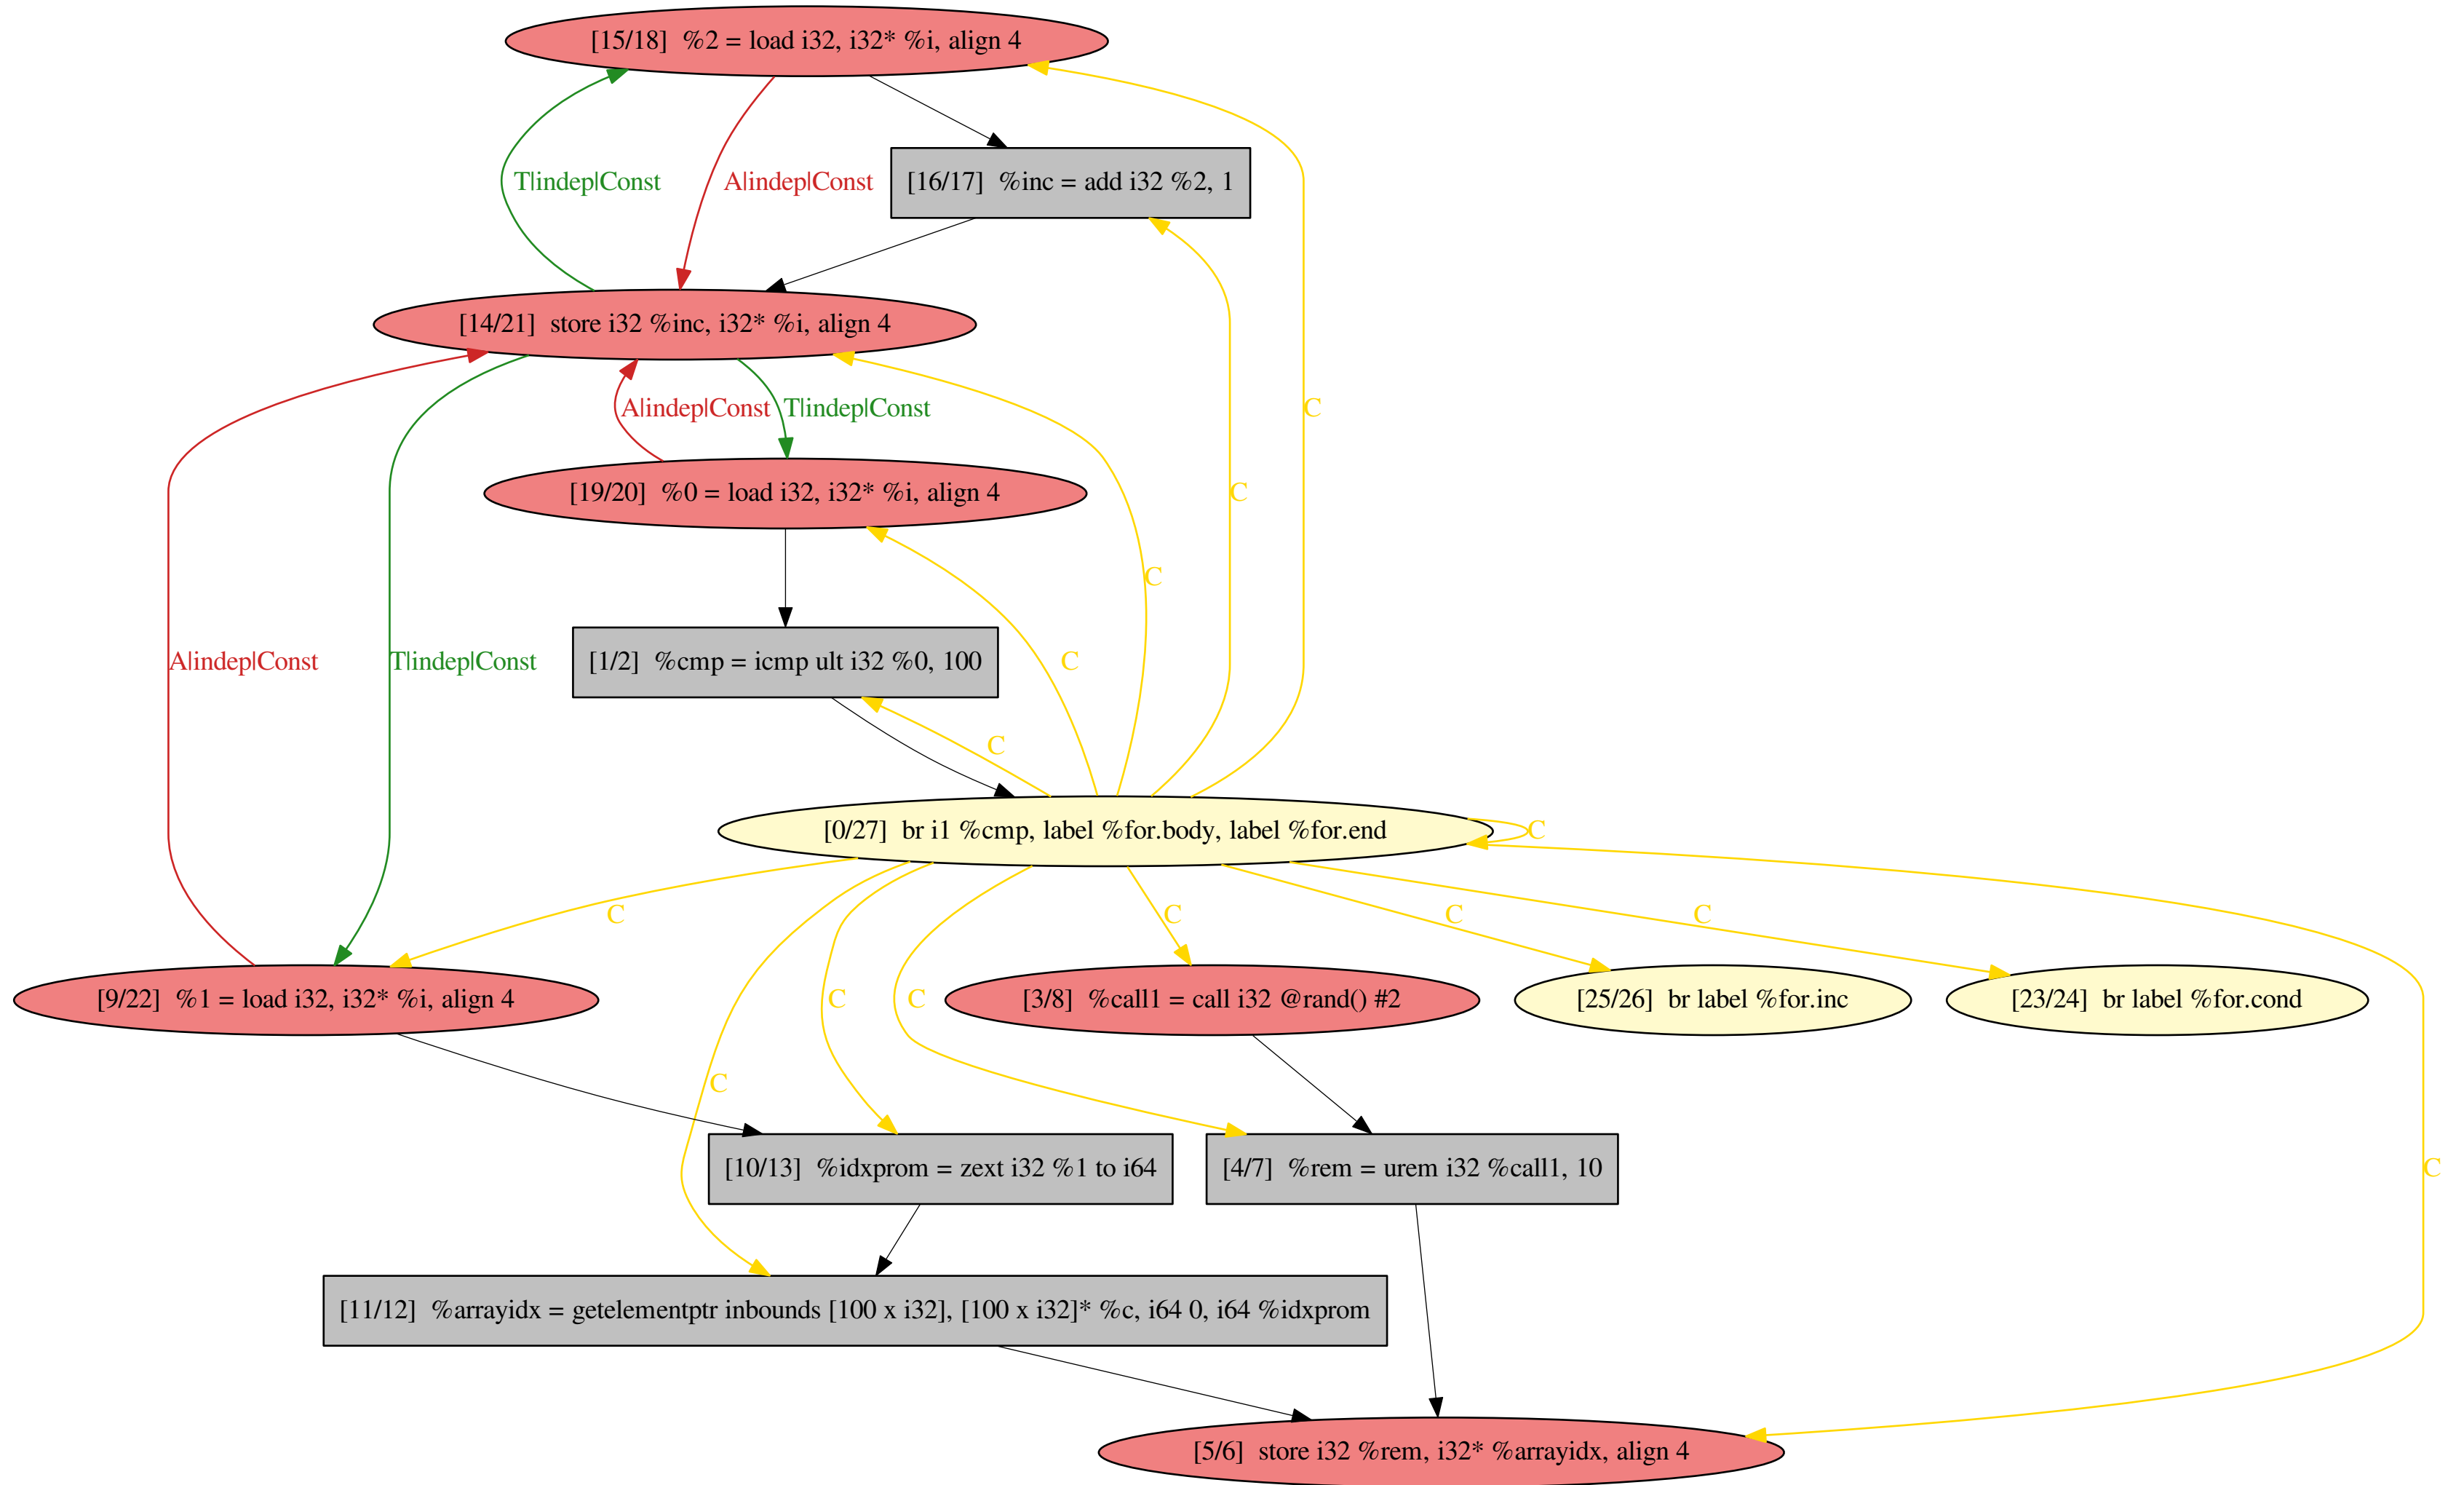 [15/18]  %2 = load i32, i32* %i, align 4
T|indep|Const
A|indep|Const
[16/17]  %inc = add i32 %2, 1
[14/21]  store i32 %inc, i32* %i, align 4
A|indep|Const
T|indep|Const
C
[19/20]  %0 = load i32, i32* %i, align 4
C
C
A|indep|Const
T|indep|Const
[1/2]  %cmp = icmp ult i32 %0, 100
C
C
[0/27]  br i1 %cmp, label %for.body, label %for.end
C
C
C
C
C
[9/22]  %1 = load i32, i32* %i, align 4
C
C
[3/8]  %call1 = call i32 @rand() #2
[25/26]  br label %for.inc
[23/24]  br label %for.cond
C
[10/13]  %idxprom = zext i32 %1 to i64
[4/7]  %rem = urem i32 %call1, 10
C
[11/12]  %arrayidx = getelementptr inbounds [100 x i32], [100 x i32]* %c, i64 0, i64 %idxprom
[5/6]  store i32 %rem, i32* %arrayidx, align 4